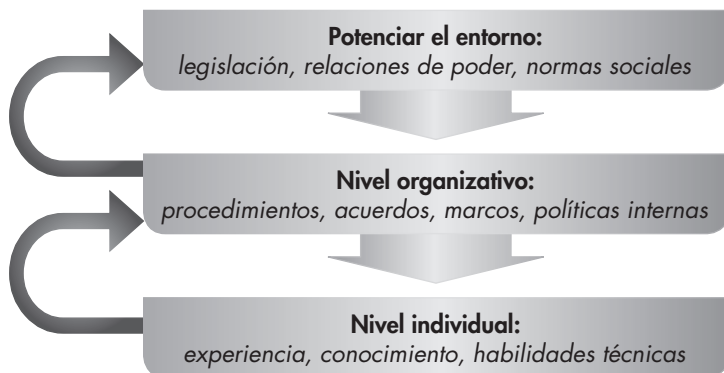 Potenciar el entorno:
legislación, relaciones de poder, normas sociales
Nivel organizativo:
procedimientos, acuerdos, marcos, políticas internas
Nivel individual:
experiencia, conocimiento, habilidades técnicas